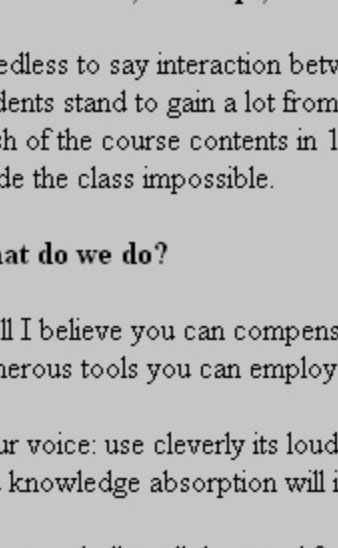 edless to say interaction betw
dents stand to gain a lot from
sh of the course contents in 1
de the class impossible.
hat do we do?
ll I believe you can compens
nerous tools you can employ
ur voice: use cleverly its loud
knowledge absorption will i